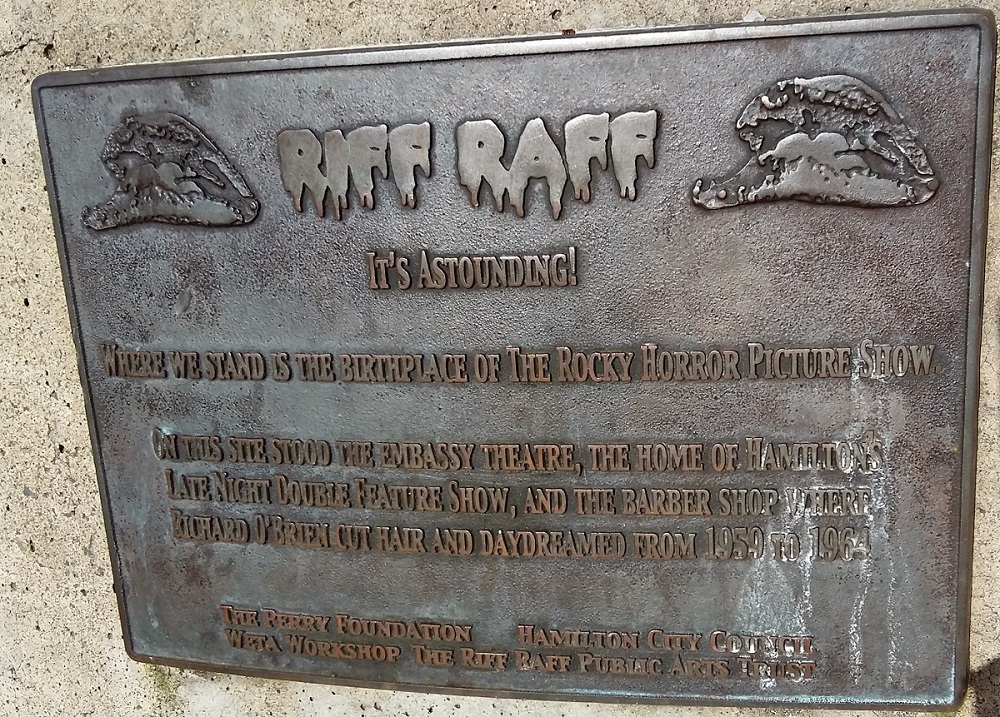 RIFF RAFF
IT'S ASTOUNDING!
WHERE WE STAND IS THE BIRTHPLACE OF THE ROCKY HORROR PICTURE SHOW.
ON THIS SITE STOOD THE EMBASSY THEATRE, THE HOME OF HAMILTON'S
LATE NIGHT DOUBLE FEATURE SHOW, AND THE BARBER SHOP WHERE
RICHARD O'BRIEN CUT HAIR AND DAYDREAMED FROM 1959 TO 1964
THE PERRY FOUNDATION HAMILTON CITY COUNCIL
WETA WORKSHOP THE RIFF RAFF PUBLIC ARTS TRUST